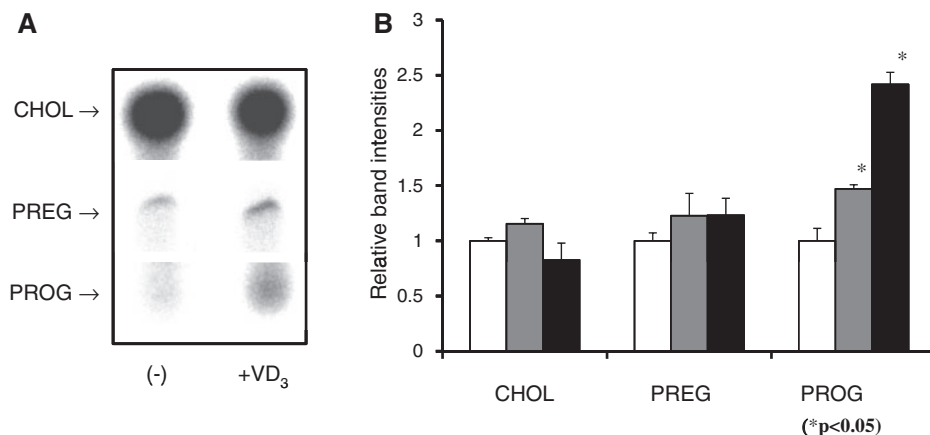 A
CHOL →
PREG →
PROG →
(-) +VD₃
B
Relative band intensities
3
2.5
2
1.5
1
0.5
0
*
*
CHOL PREG PROG
(*p<0.05)